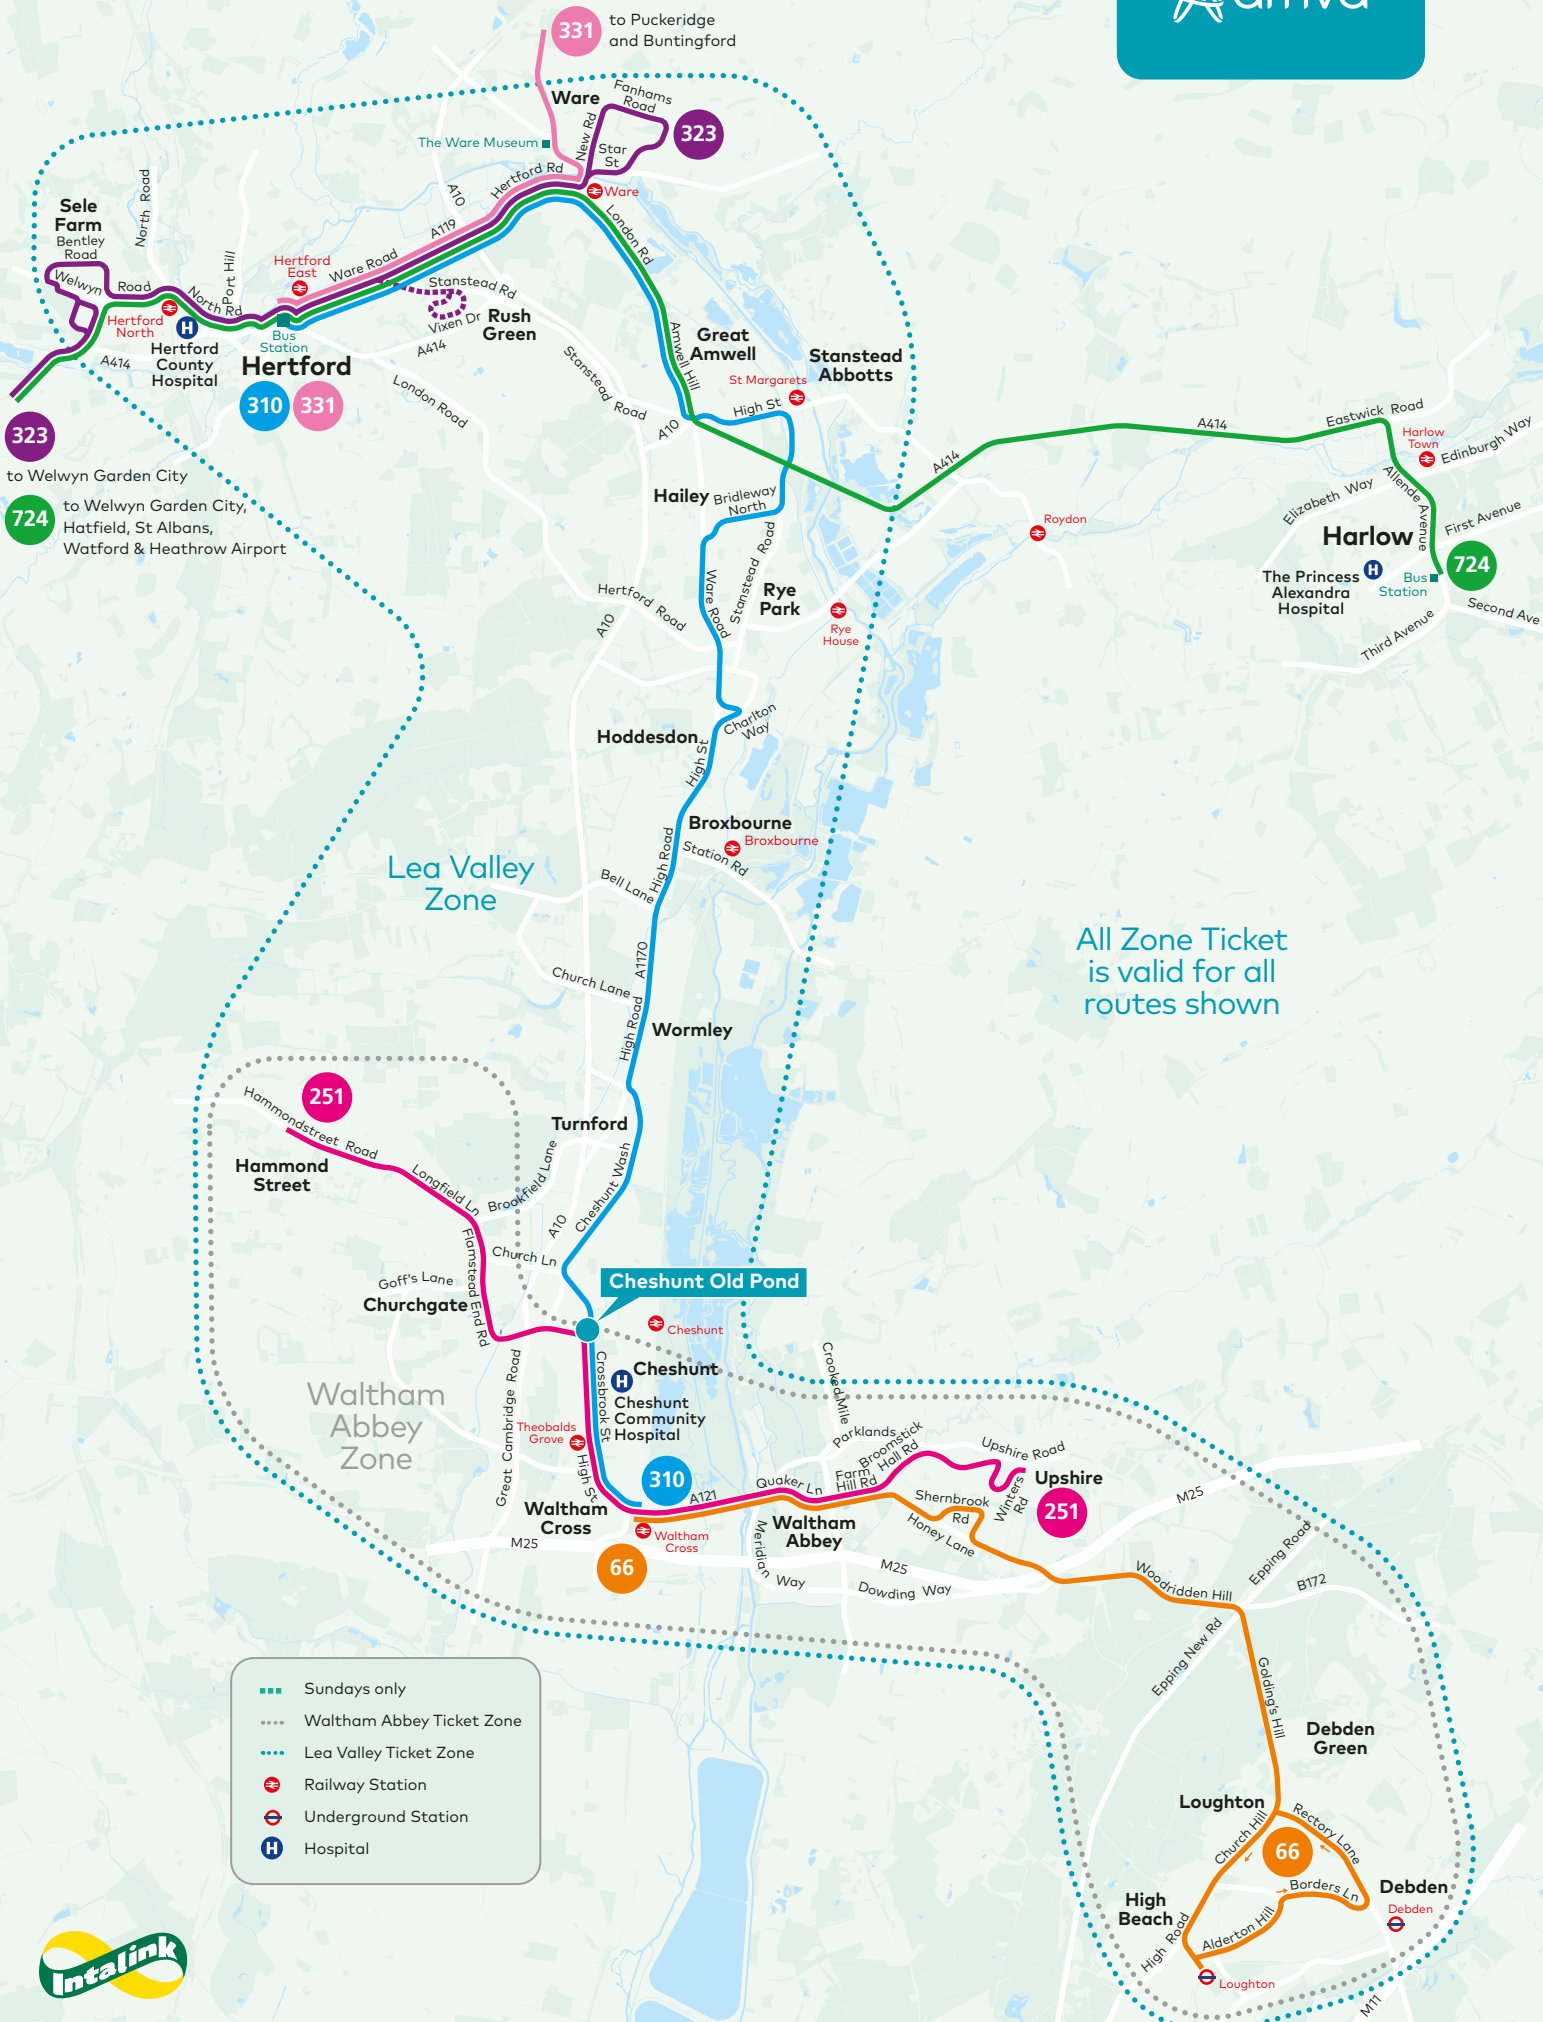 arriva
331
to Puckeridge
and Buntingford
Ware
Fanhams
Road
New Rd
Star
St
323
The Ware Museum
Hertford Rd
Ware
A10
A119
London Rd
Sele
Farm
Bentley
Road
North Road
Welwyn
Road
Port Hill
North Rd
Hertford
East
Ware Road
Stanstead Rd
Vixen Dr
Rush
Green
Hertford
North
Hertford
County
Hospital
Bus
Station
Hertford
310
331
A414
A414
London Road
Stanstead Road
Amwell Hill
Great
Amwell
Stanstead
Abbotts
St Margarets
High St
A10
323
to Welwyn Garden City
724
to Welwyn Garden City,
Hatfield, St Albans,
Watford & Heathrow Airport
A414
A414
Eastwick Road
Harlow
Town
Edinburgh Way
Allende Avenue
Elizabeth Way
First Avenue
Harlow
The Princess
Alexandra
Hospital
Bus
Station
724
Second Ave
Third Avenue
Roydon
Hailey
Bridleway
North
Stanstead Road
Ware Road
Rye
Park
Rye
House
Hertford Road
A10
Hoddesdon
Charlton
Way
High St
Broxbourne
Broxbourne
Station Rd
High Road
Bell Lane
Lea Valley
Zone
A1170
Church Lane
High Road
Wormley
All Zone Ticket
is valid for all
routes shown
251
Hammondstreet Road
Hammond
Street
Longfield Ln
Turnford
Brookfield Lane
Cheshunt Wash
A10
Church Ln
Flamstead End Rd
Goff's Lane
Churchgate
Cheshunt Old Pond
Cheshunt
Cheshunt
Cheshunt
Community
Hospital
Crossbrook St
Great Cambridge Road
Waltham
Abbey
Zone
Theobalds
Grove
High St
310
Waltham
Cross
Waltham
Cross
66
A121
M25
Crooked Mile
Parklands
Broomstick
Hall Rd
Farm
Hill Rd
Quaker Ln
Waltham
Abbey
Upshire Road
Winters
Rd
Upshire
251
Shernbrook
Rd
Honey Lane
M25
M25
Meridian
Way
Dowding Way
Woodridden Hill
Epping Road
B172
Epping New Rd
Golding's Hill
Debden
Green
Loughton
Church Hill
Rectory Lane
66
Borders Ln
Debden
Debden
High
Beach
High Road
Alderton Hill
Loughton
M11
Sundays only
Waltham Abbey Ticket Zone
Lea Valley Ticket Zone
Railway Station
Underground Station
H Hospital
Intalink